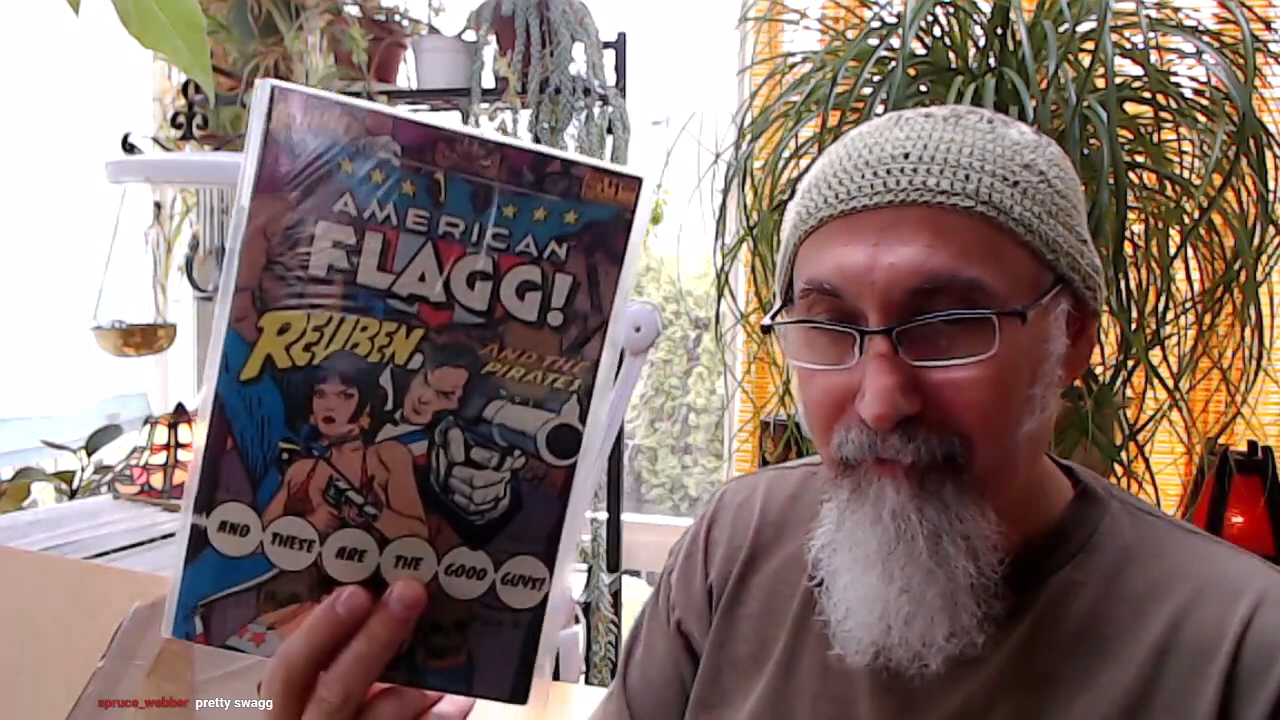 AMERICAN
FLAGG!
REUBEN,
AND THE
PIRATES
AND THESE ARE THE GOOD GUYS!
spruce_webber pretty swagg